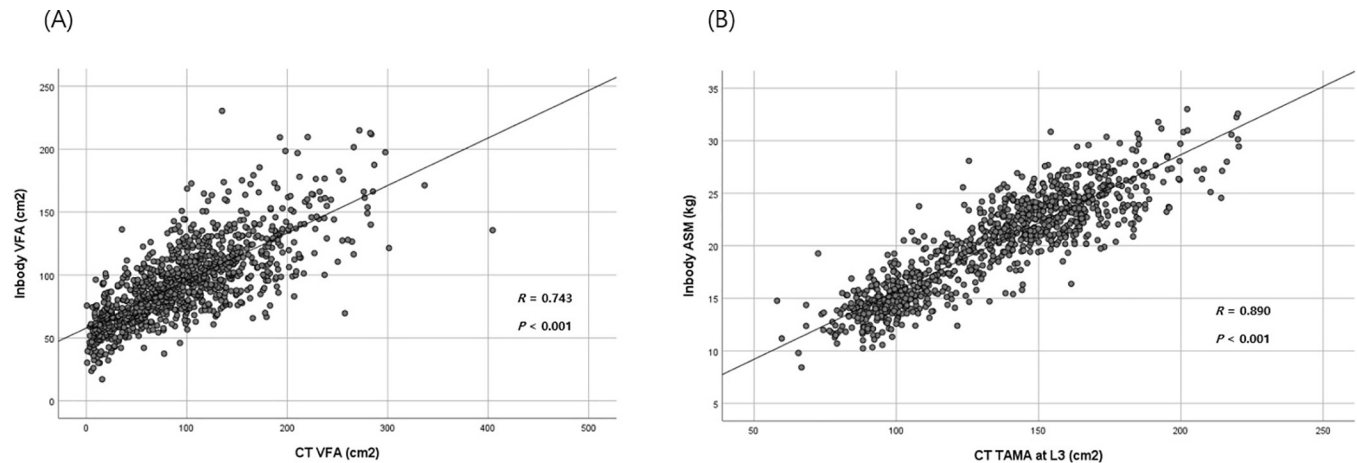 (A)
(B)
Inbody VFA (cm2)
250
200
150
100
50
0
R = 0.743
P < 0.001
0
100
200
300
400
500
CT VFA (cm2)
Inbody ASM (kg)
35
30
25
20
15
10
5
R = 0.890
P < 0.001
50
100
150
200
250
CT TAMA at L3 (cm2)